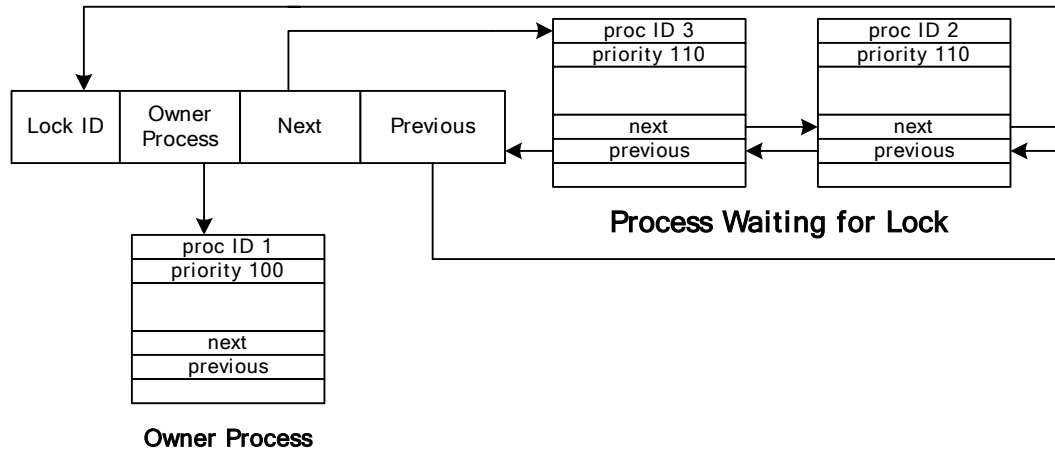 proc ID 3
priority 110
next
previous
proc ID 2
priority 110
next
previous
Lock ID
Owner
Process
Next
Previous
Process Waiting for Lock
proc ID 1
priority 100
next
previous
Owner Process